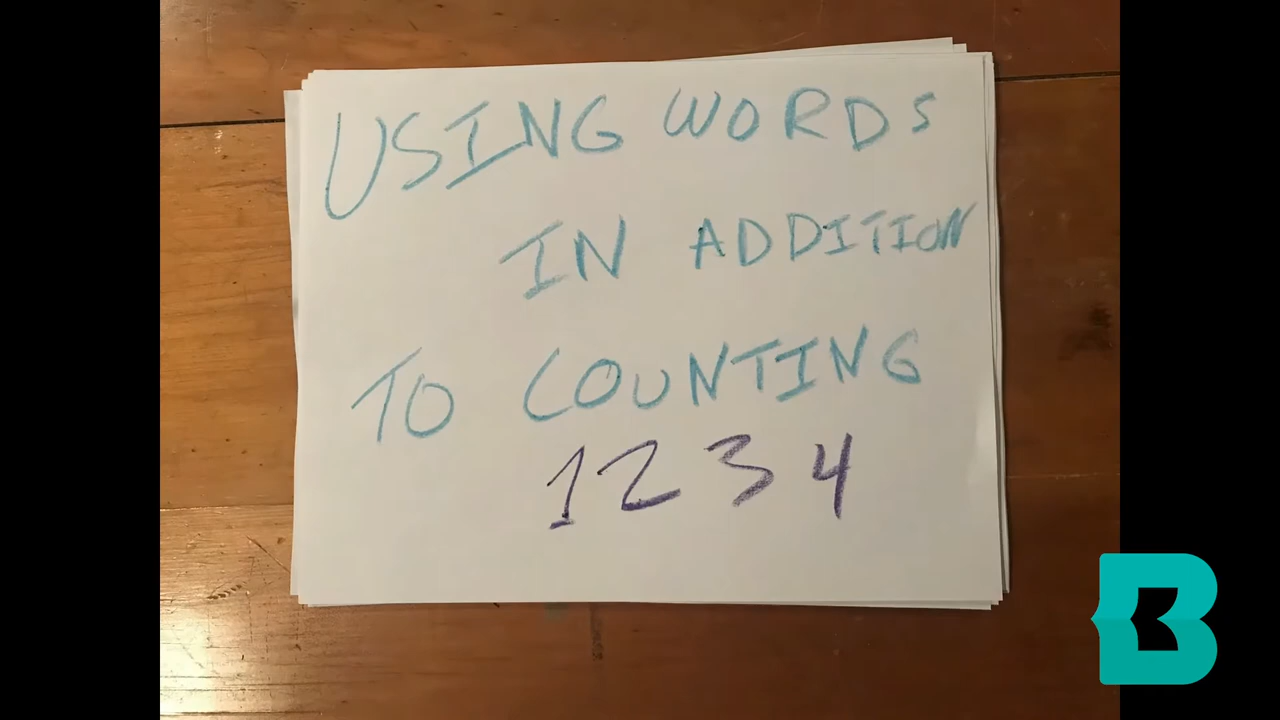 USING WORDS
IN ADDITION
TO COUNTING
1 2 3 4
B